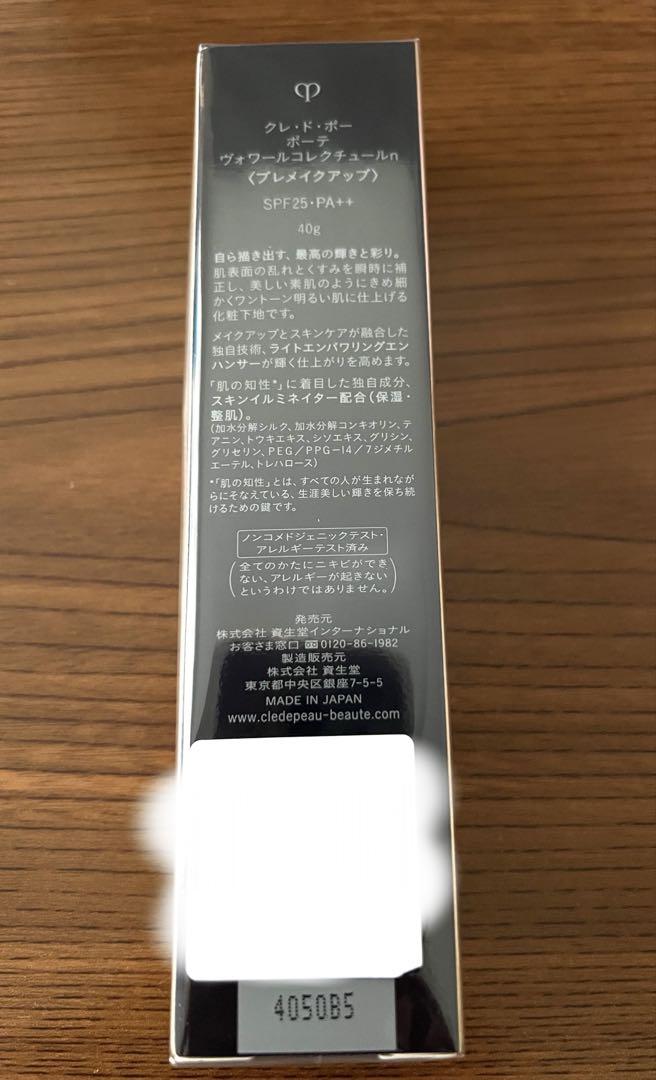 クレ・ド・ポー
ボーテ
ヴォワールコレクチュールn
〈プレメイクアップ〉
SPF25・PA++
40g
自ら描き出す、最高の輝きと彩り。
肌表面の乱れとくすみを瞬時に補
正し、美しい素肌のようにきめ細
かくワントーン明るい肌に仕上げる
化粧下地です。
メイクアップとスキンケアが融合した
独自技術、ライトエンパワリングエン
ハンサーが輝く仕上がりを高めます。
「肌の知性*」に着目した独自成分、
スキンイルミネイター配合(保湿・
整肌)。
(加水分解シルク、加水分解コンキオリン、テ
アニン、トウキエキス、シソエキス、グリシン、
グリセリン、PEG/PPG-14/7ジメチル
エーテル、トレハロース)
*「肌の知性」とは、すべての人が生まれなが
らにそなえている、生涯美しい輝きを保ち続
けるための鍵です。
ノンコメドジェニックテスト・
アレルギーテスト済み
(全てのかたにニキビができ
ない、アレルギーが起きない
というわけではありません。)
発売元
株式会社 資生堂インターナショナル
お客さま窓口 0120-86-1982
製造販売元
株式会社 資生堂
東京都中央区銀座7-5-5
MADE IN JAPAN
www.cledepeau-beaute.com
4050B5